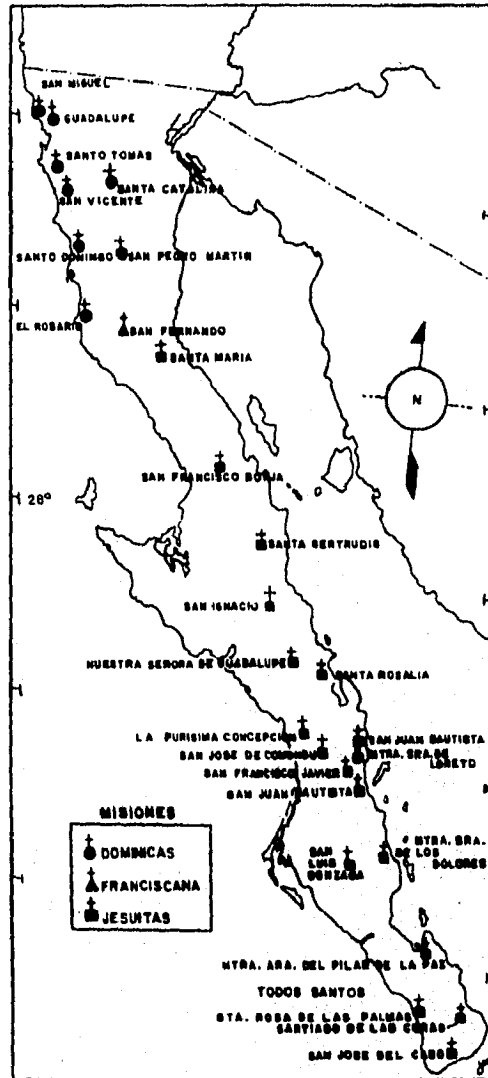 SAN MIGUEL
GUADALUPE
SANTO TOMAS
SANTA CATALINA
SAN VICENTE
SANTO DOMINGO
SAN PEDRO MARTIR
EL ROSARIO
SAN FERNANDO
SANTA MARIA
N
SAN FRANCISCO BORJA
28°
SANTA GERTRUDIS
SAN IGNACIO
NUESTRA SEÑORA DE GUADALUPE
SANTA ROSALIA
LA PURISIMA CONCEPCION
SAN JUAN BAUTISTA
SAN JOSE DE COMONDU
NTRA. SRA. DE
LORETO
SAN FRANCISCO JAVIER
SAN JUAN BAUTISTA
MISIONES
DOMINICAS
FRANCISCANA
JESUITAS
SAN
LUIS
GONZAGA
NTRA. SRA.
DE LOS
DOLORES
NTRA. ARA. DEL PILAR DE LA PAZ
TODOS SANTOS
STA. ROSA DE LAS PALMAS
SANTIAGO DE LAS CORAS
SAN JOSE DEL CABO